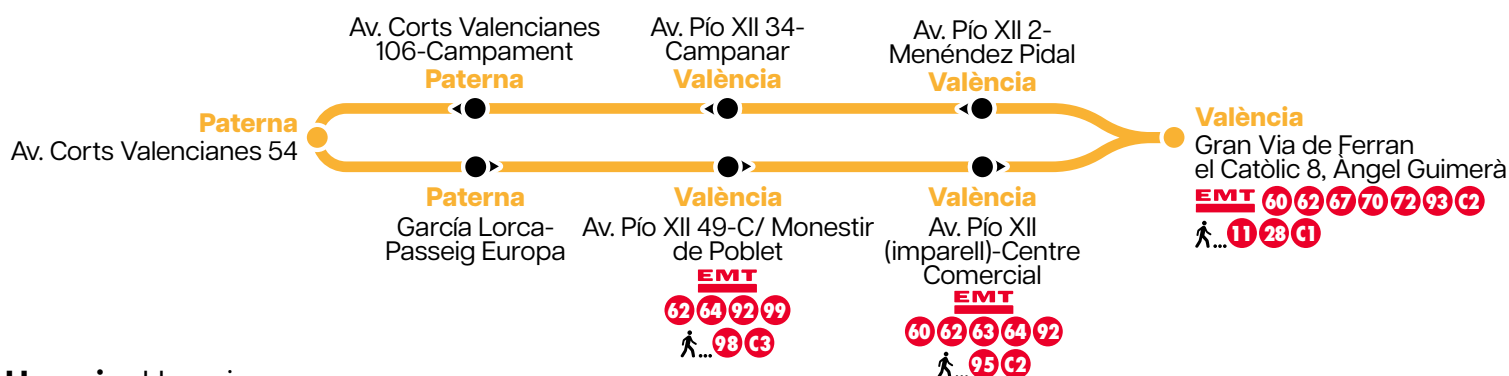 Av. Corts Valencianes
106-Campament
Paterna
Av. Pío XII 34-
Campanar
València
Av. Pío XII 2-
Menéndez Pidal
València
Paterna
Av. Corts Valencianes 54
València
Gran Via de Ferran
el Catòlic 8, Àngel Guimerà
EMT 60 62 67 70 72 93 C2
... 11 28 C1
Paterna
García Lorca-
Passeig Europa
València
Av. Pío XII 49-C/ Monestir
de Poblet
EMT
62 64 92 99
... 98 C3
València
Av. Pío XII
(imparell)-Centre
Comercial
EMT
60 62 63 64 92
... 95 C2